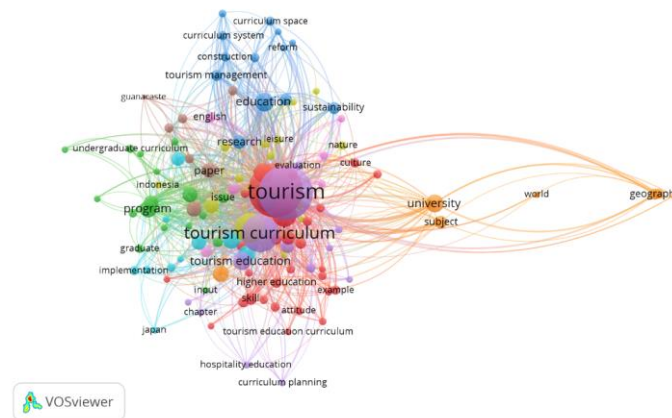 curriculum space
curriculum system
reform
construction
tourism management
guanacaste
education
sustainability
english
research
leisure
nature
undergraduate curriculum
paper
evaluation
culture
indonesia
issue
tourism
program
university
world
geograph
subject
tourism curriculum
graduate
tourism education
implementation
higher education
input
skill
example
chapter
attitude
japan
tourism education curriculum
hospitality education
curriculum planning
VOSviewer